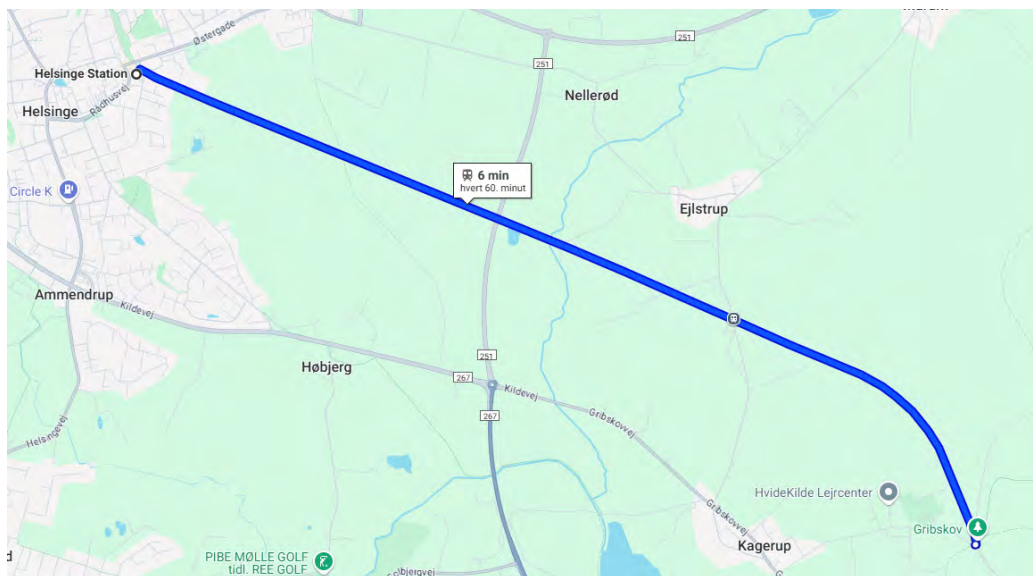 Østergade
251
251
Helsinge Station
Nellerød
Helsinge
Rådhusvej
6 min
hvert 60. minut
Circle K
Ejlstrup
Ammendrup
Kildevej
Høbjerg
251
267
Kildevej
267
Gribskovvej
Helsingevej
HvideKilde Lejrcenter
Gribskovvej
Gribskov
Kagerup
PIBE MØLLE GOLF
tidl. REE GOLF